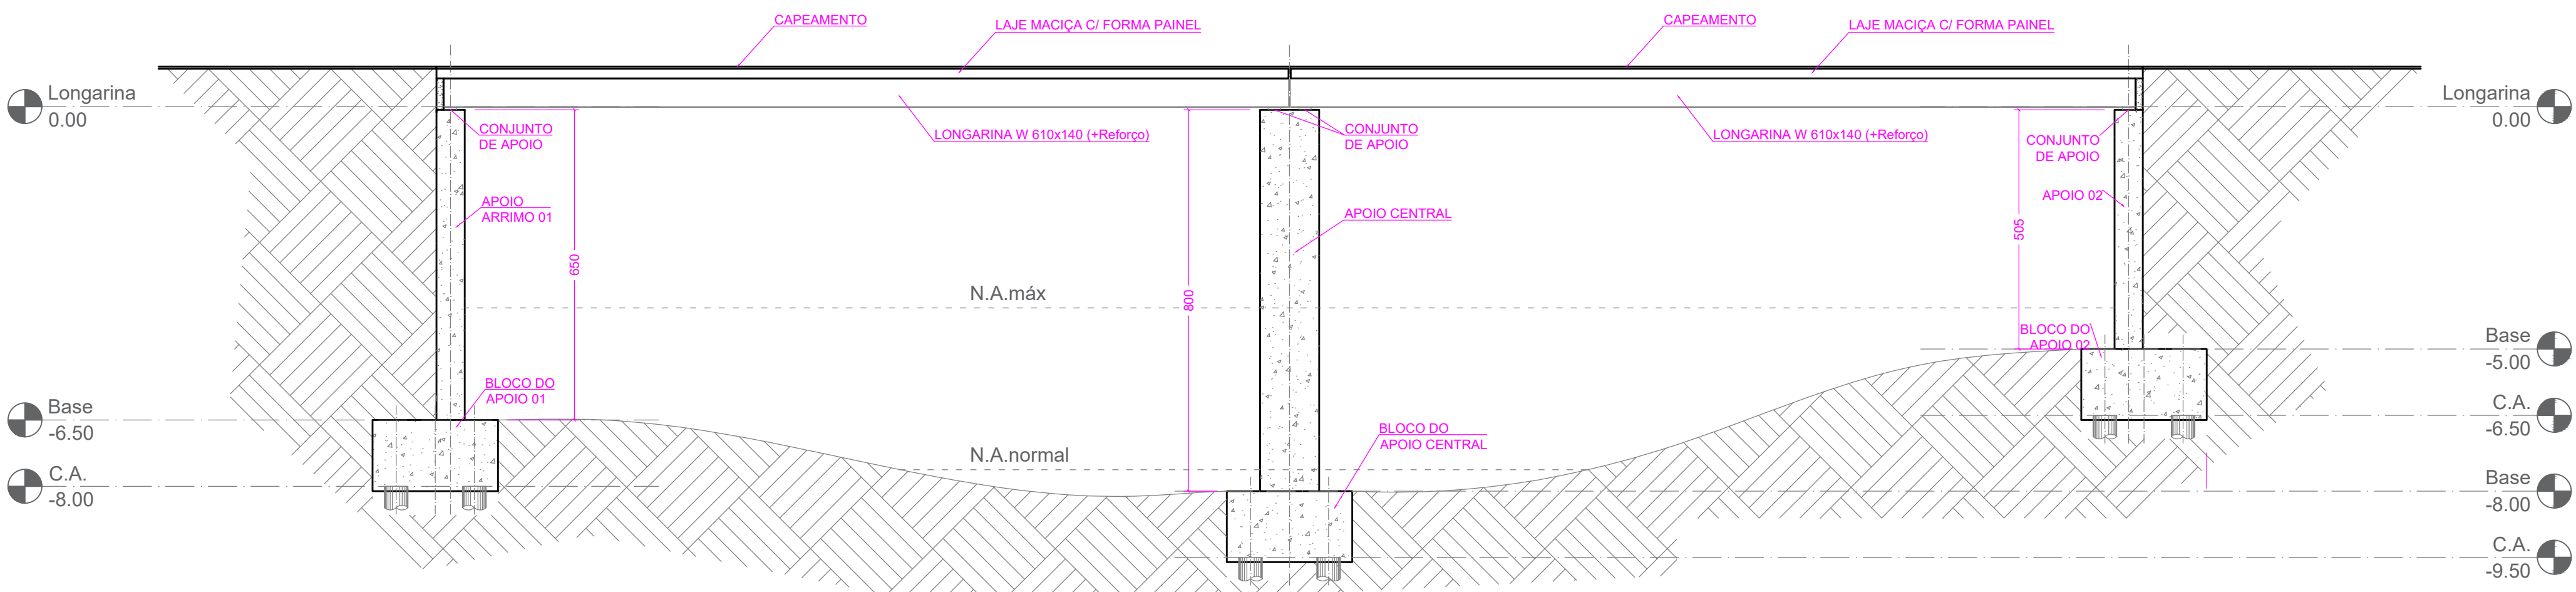 CAPEAMENTO
LAJE MACIÇA C/ FORMA PAINEL
CAPEAMENTO
LAJE MACIÇA C/ FORMA PAINEL
Longarina
0.00
Longarina
0.00
CONJUNTO
DE APOIO
LONGARINA W 610x140 (+Reforço)
CONJUNTO
DE APOIO
LONGARINA W 610x140 (+Reforço)
CONJUNTO
DE APOIO
APOIO
ARRIMO 01
APOIO CENTRAL
APOIO 02
650
800
505
N.A.máx
BLOCO DO
APOIO 02
Base
-5.00
BLOCO DO
APOIO 01
Base
-6.50
C.A.
-6.50
BLOCO DO
APOIO CENTRAL
N.A.normal
C.A.
-8.00
Base
-8.00
C.A.
-9.50